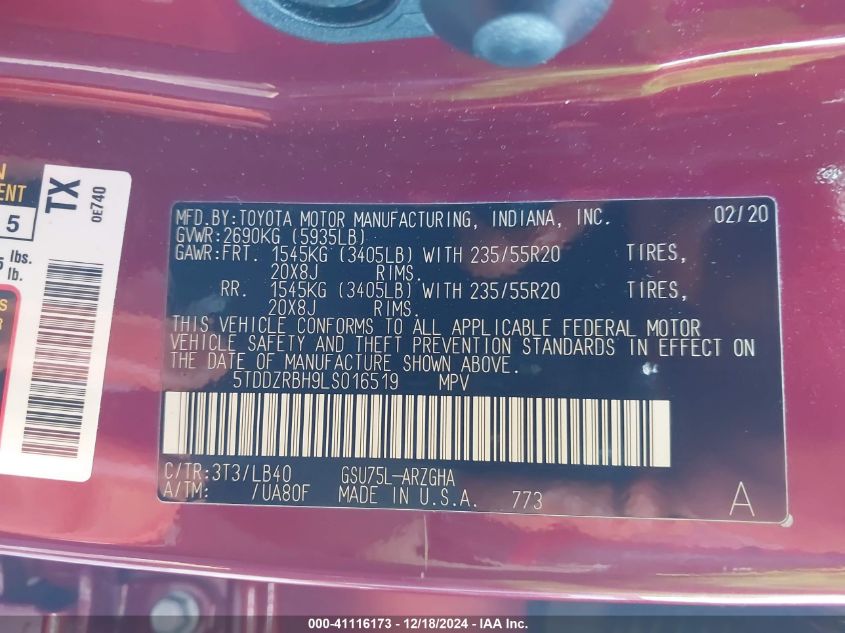 MFD.BY:TOYOTA MOTOR MANUFACTURING, INDIANA, INC. 02/20
GVWR:2690KG (5935LB)
GAWR:FRT. 1545KG (3405LB) WITH 235/55R20 TIRES,
20X8J RIMS.
RR. 1545KG (3405LB) WITH 235/55R20 TIRES,
20X8J RIMS.
THIS VEHICLE CONFORMS TO ALL APPLICABLE FEDERAL MOTOR
VEHICLE SAFETY AND THEFT PREVENTION STANDARDS IN EFFECT ON
THE DATE OF MANUFACTURE SHOWN ABOVE.
5TDDZRBH9LS016519 MPV
C/TR:3T3/LB40 GSU75L-ARZGHA
A/TM: /UA80F MADE IN U.S.A. 773 A
TX
0E740
5
lbs.
lb.
000-41116173 - 12/18/2024 - IAA Inc.